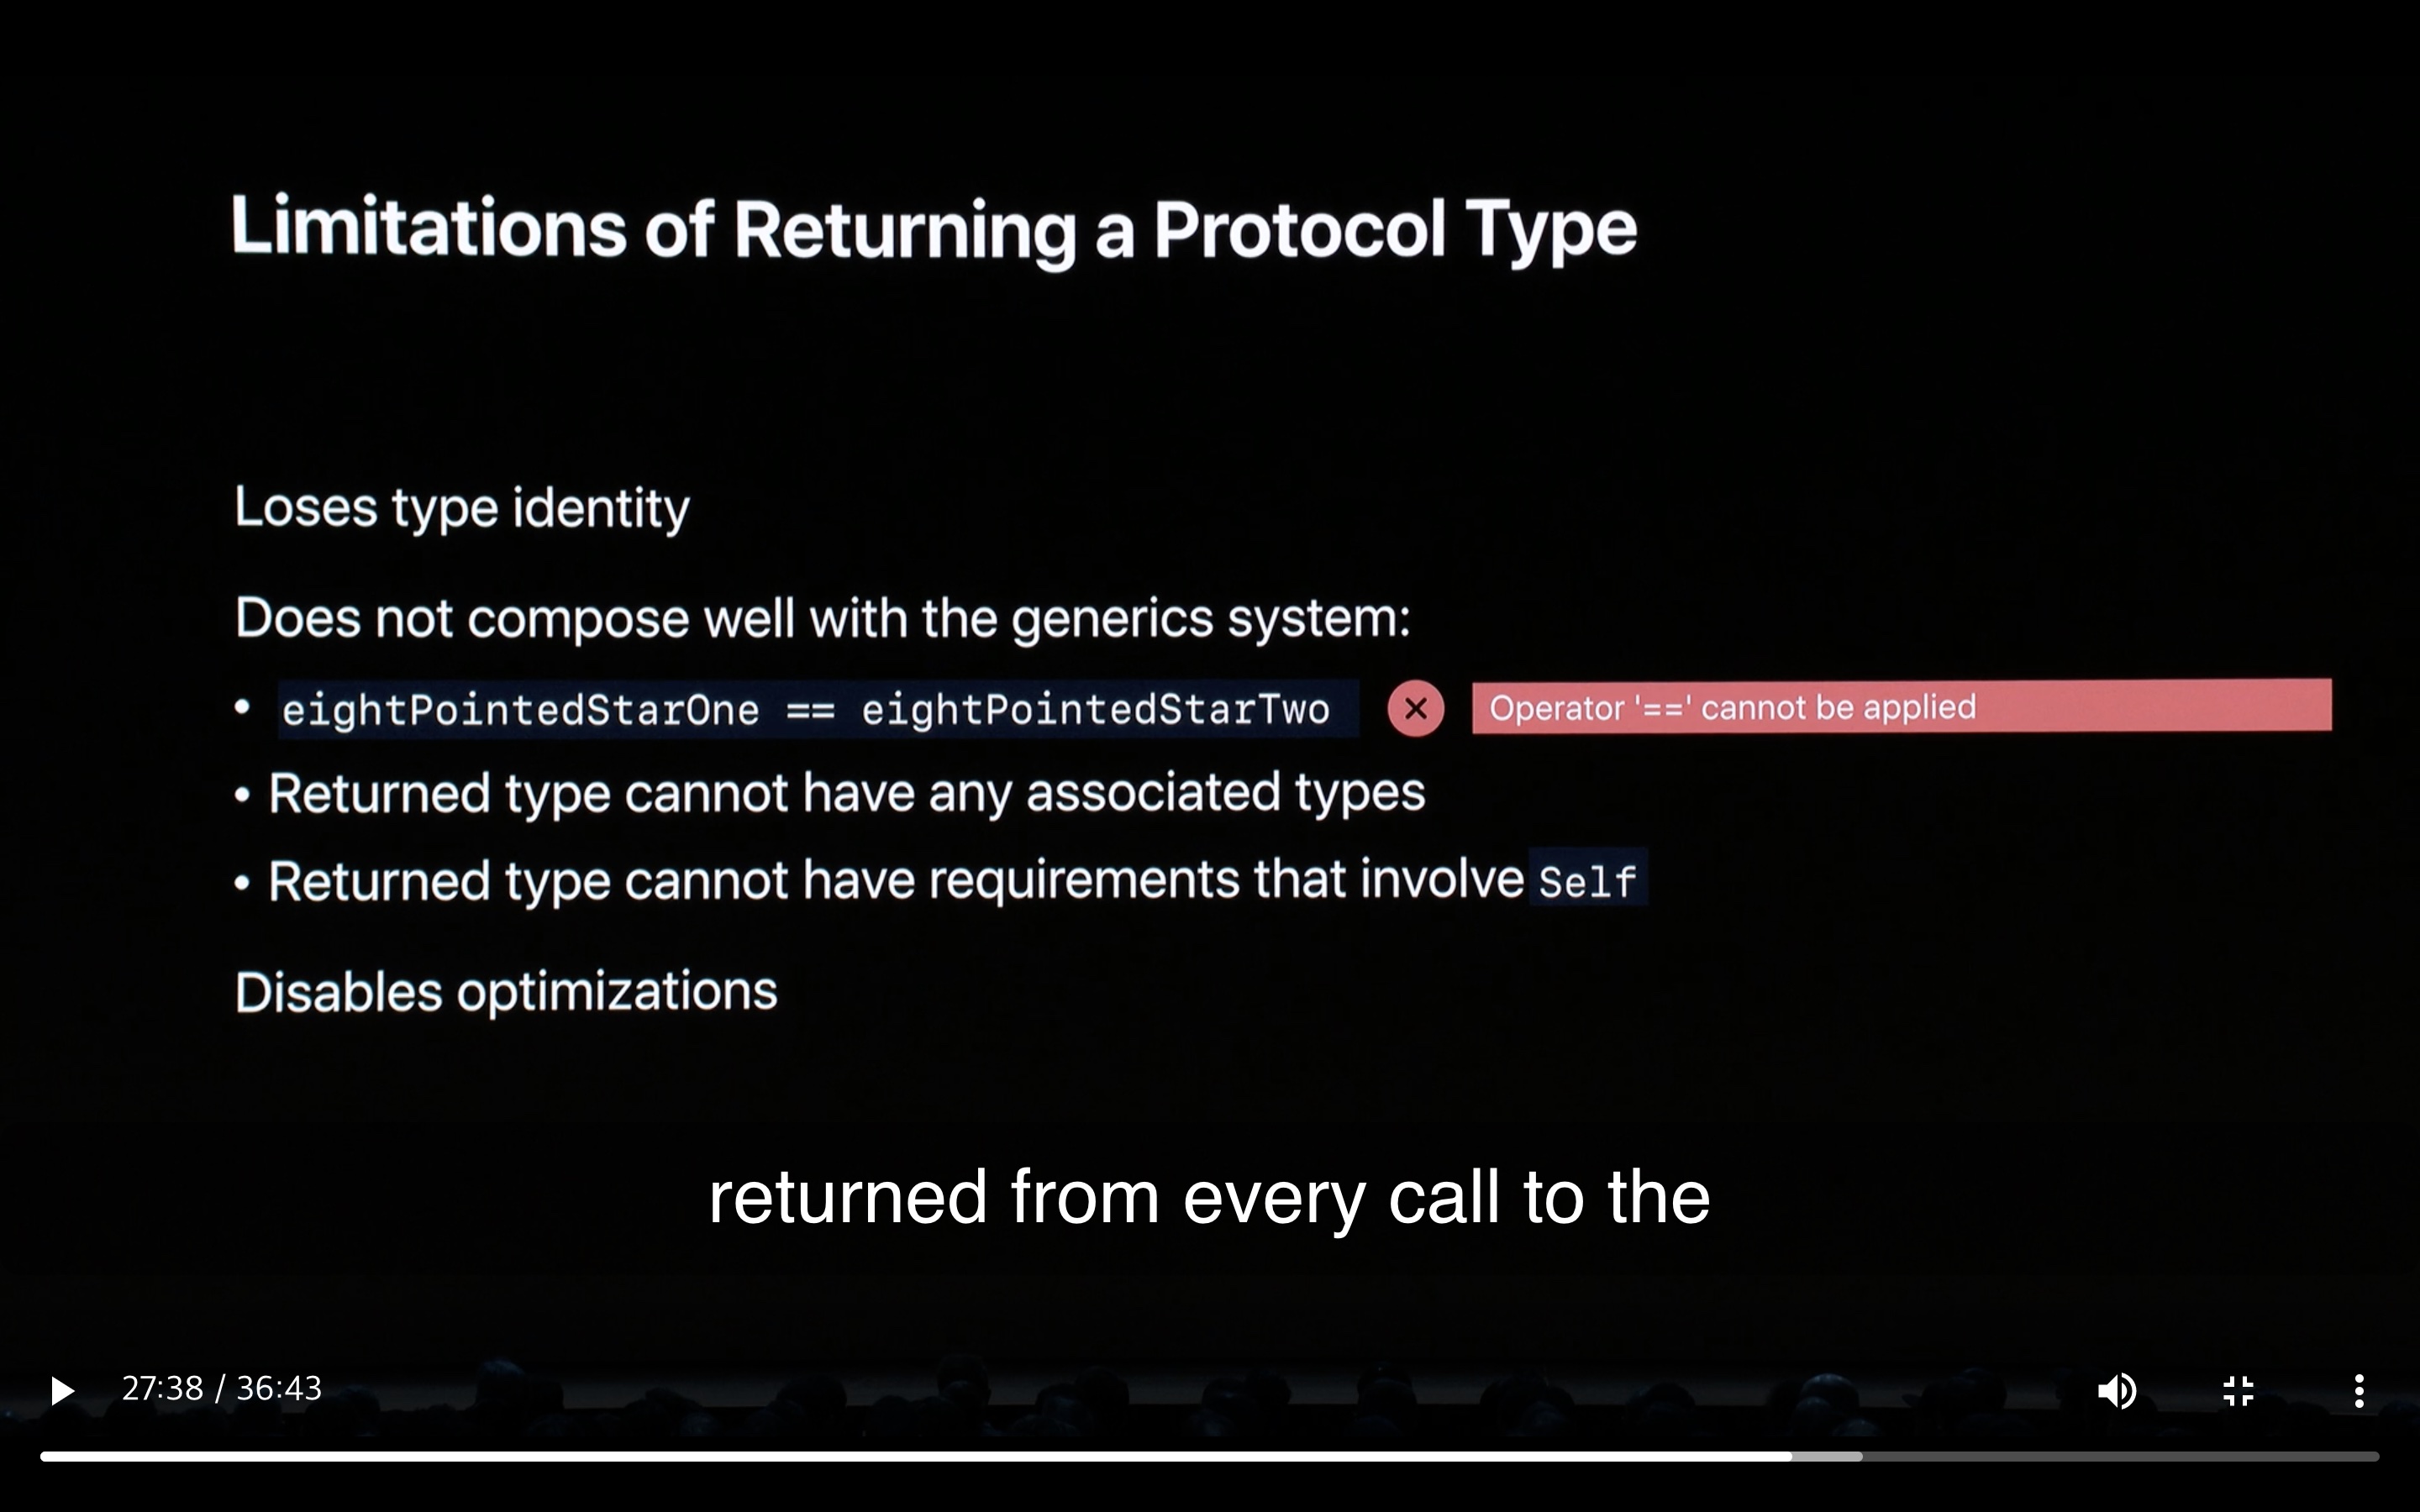 Limitations of Returning a Protocol Type
Loses type identity
Does not compose well with the generics system:
• eightPointedStarOne == eightPointedStarTwo Operator '==' cannot be applied
• Returned type cannot have any associated types
• Returned type cannot have requirements that involve Self
Disables optimizations
returned from every call to the
27:38 / 36:43